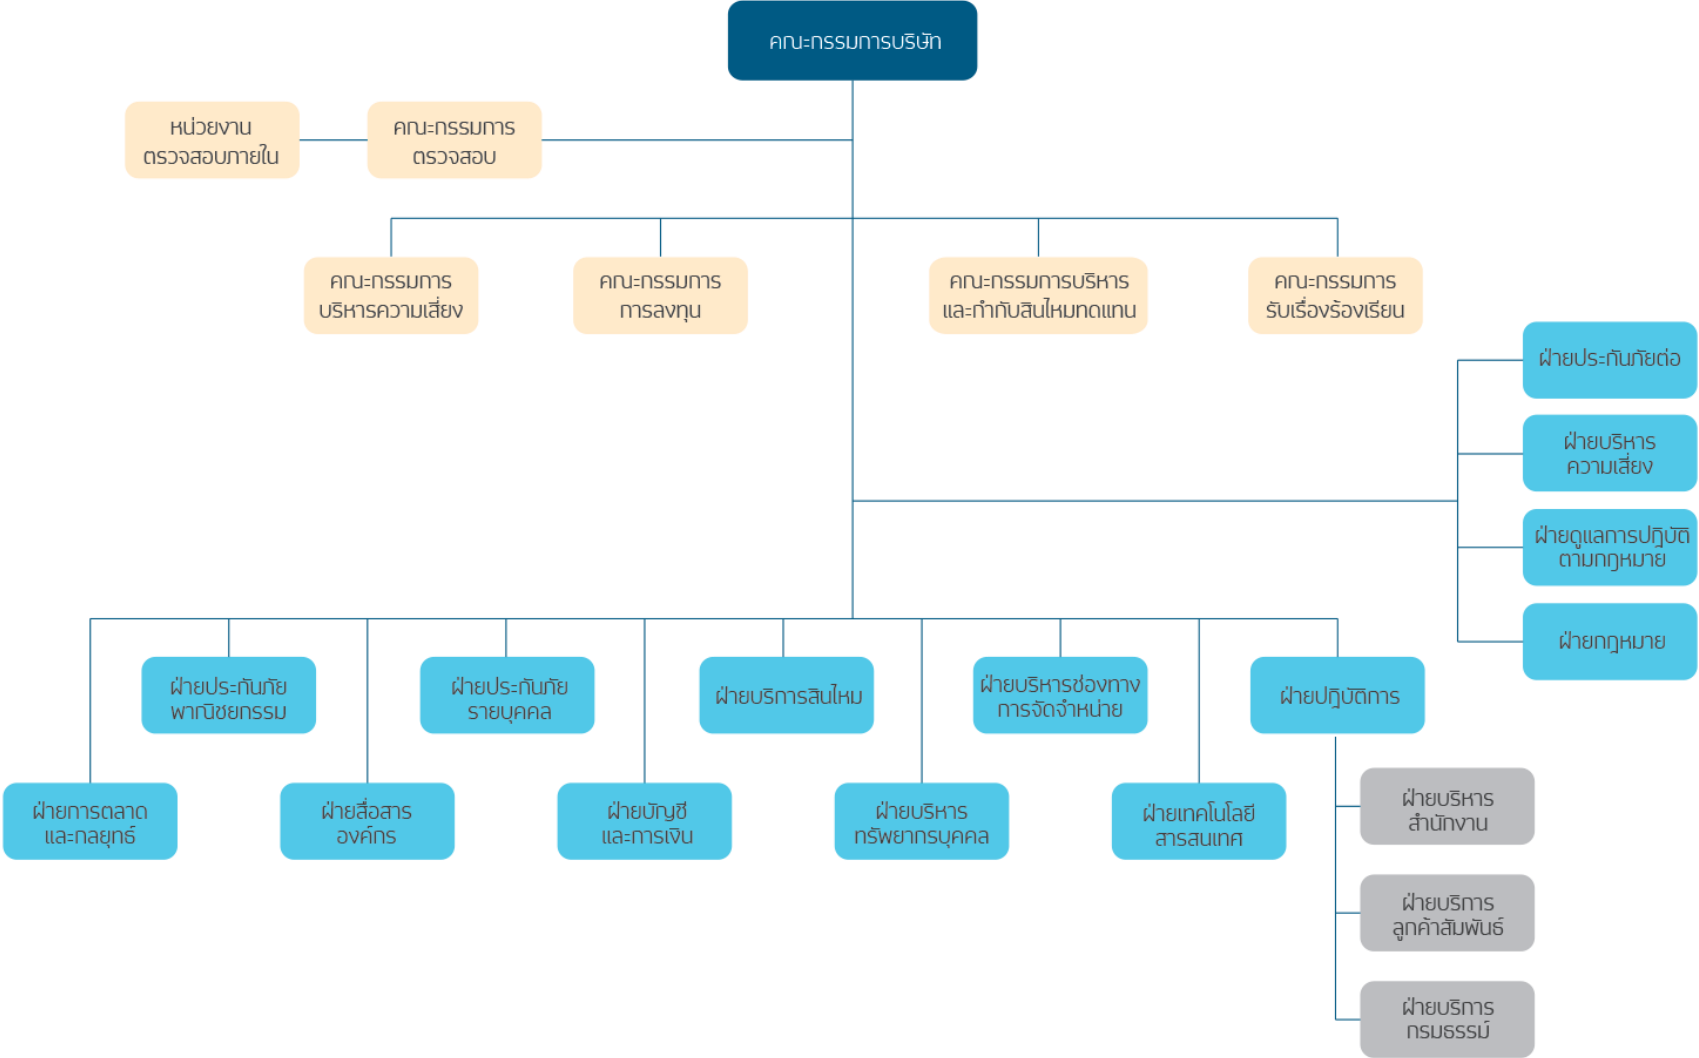 คณะกรรมการบริษัท
หน่วยงาน
ตรวจสอบภายใน
คณะกรรมการ
ตรวจสอบ
คณะกรรมการ
บริหารความเสี่ยง
คณะกรรมการ
การลงทุน
คณะกรรมการบริหาร
และกำกับสินไหมทดแทน
คณะกรรมการ
รับเรื่องร้องเรียน
ฝ่ายประกันภัยต่อ
ฝ่ายบริหาร
ความเสี่ยง
ฝ่ายดูแลการปฎิบัติ
ตามกฎหมาย
ฝ่ายกฎหมาย
ฝ่ายประกันภัย
พาณิชยกรรม
ฝ่ายประกันภัย
รายบุคคล
ฝ่ายบริการสินไหม
ฝ่ายบริหารช่องทาง
การจัดจำหน่าย
ฝ่ายปฎิบัติการ
ฝ่ายการตลาด
และกลยุทธ์
ฝ่ายสื่อสาร
องค์กร
ฝ่ายบัญชี
และการเงิน
ฝ่ายบริหาร
ทรัพยากรบุคคล
ฝ่ายเทคโนโลยี
สารสนเทศ
ฝ่ายบริหาร
สำนักงาน
ฝ่ายบริการ
ลูกค้าสัมพันธ์
ฝ่ายบริการ
กรมธรรม์